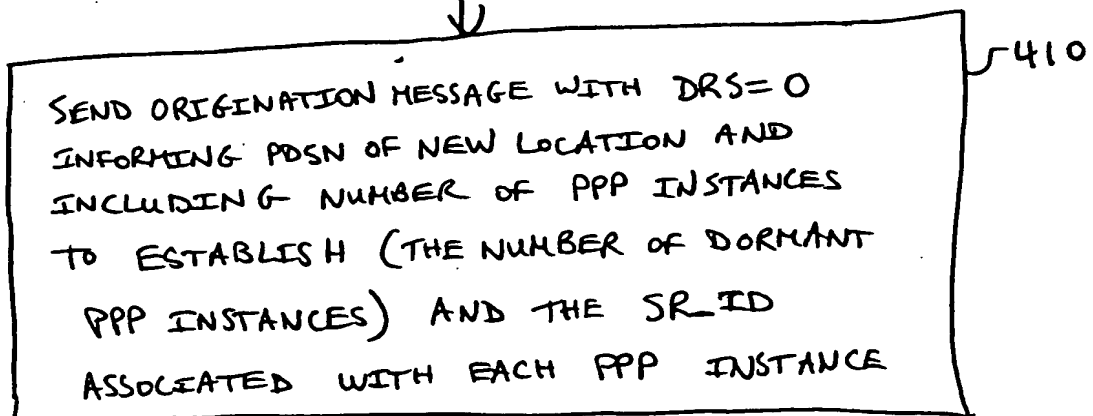 410
SEND ORIGINATION MESSAGE WITH DRS=0
INFORMING PDSN OF NEW LOCATION AND
INCLUDING NUMBER OF PPP INSTANCES
TO ESTABLISH (THE NUMBER OF DORMANT
PPP INSTANCES) AND THE SR_ID
ASSOCIATED WITH EACH PPP INSTANCE